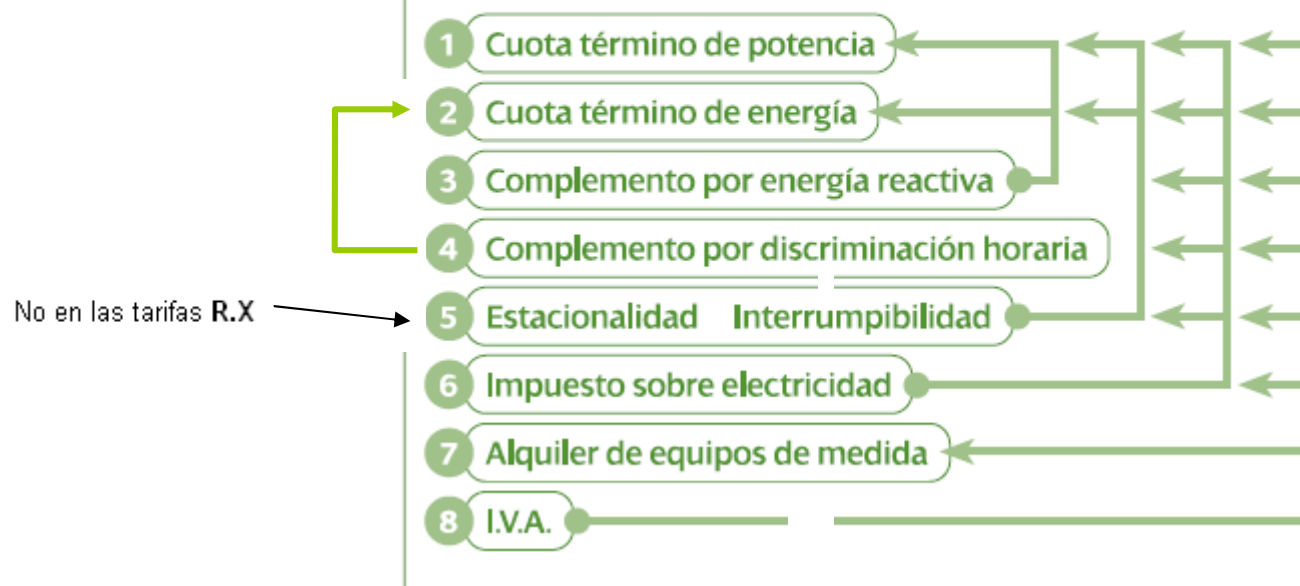 1 Cuota término de potencia
2 Cuota término de energía
3 Complemento por energía reactiva
4 Complemento por discriminación horaria
No en las tarifas R.X
5 Estacionalidad Interrumpibilidad
6 Impuesto sobre electricidad
7 Alquiler de equipos de medida
8 I.V.A.